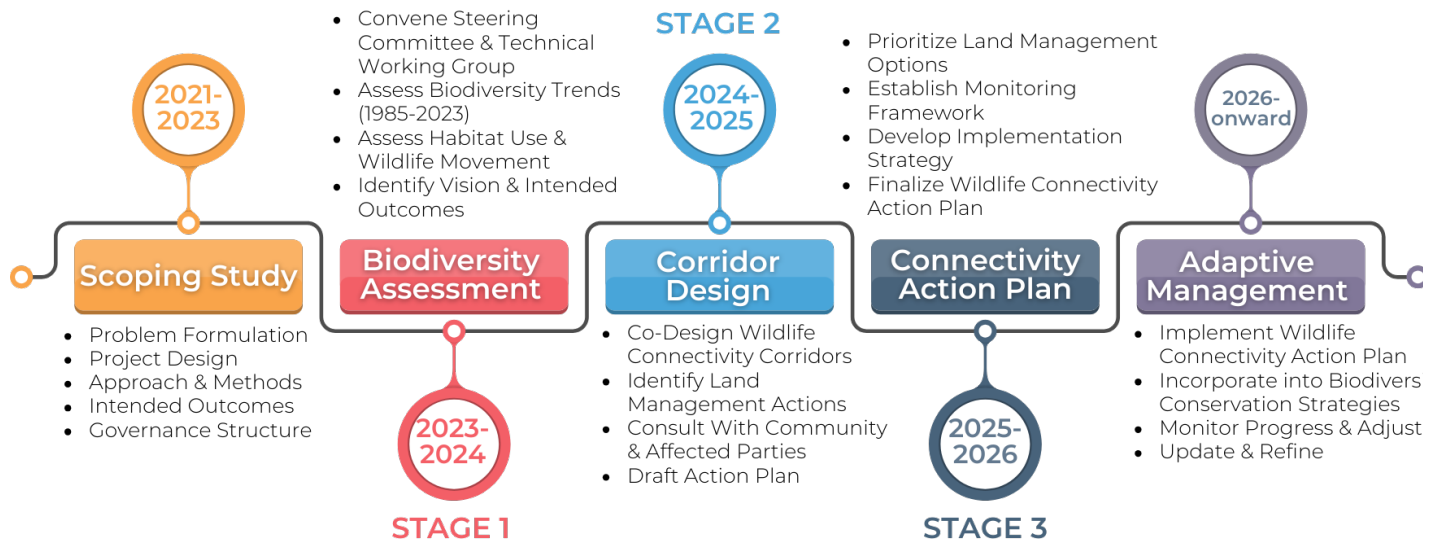 2021-
2023
Scoping Study
• Problem Formulation
• Project Design
• Approach & Methods
• Intended Outcomes
• Governance Structure
• Convene Steering
Committee & Technical
Working Group
• Assess Biodiversity Trends
(1985-2023)
• Assess Habitat Use &
Wildlife Movement
• Identify Vision & Intended
Outcomes
Biodiversity
Assessment
2023-
2024
STAGE 1
STAGE 2
2024-
2025
Corridor
Design
• Co-Design Wildlife
Connectivity Corridors
• Identify Land
Management Actions
• Consult With Community
& Affected Parties
• Draft Action Plan
• Prioritize Land Management
Options
• Establish Monitoring
Framework
• Develop Implementation
Strategy
• Finalize Wildlife Connectivity
Action Plan
Connectivity
Action Plan
2025-
2026
STAGE 3
2026-
onward
Adaptive
Management
• Implement Wildlife
Connectivity Action Plan
• Incorporate into Biodivers
Conservation Strategies
• Monitor Progress & Adjust
• Update & Refine